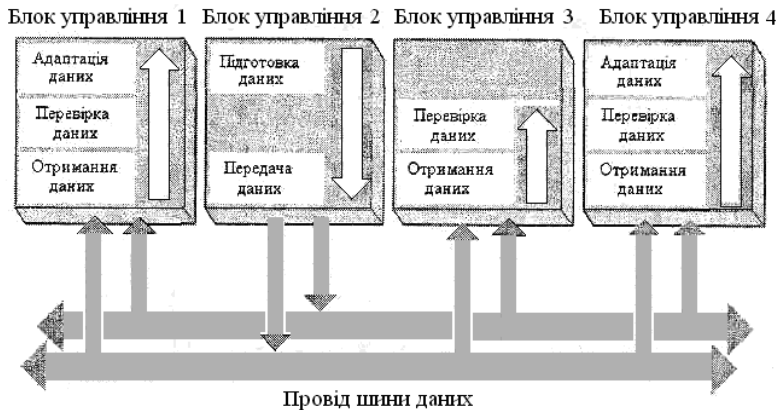 Блок управління 1
Блок управління 2
Блок управління 3
Блок управління 4
Адаптація
даних
Перевірка
даних
Отримання
даних
Підготовка
даних
Передача
даних
Перевірка
даних
Отримання
даних
Адаптація
даних
Перевірка
даних
Отримання
даних
Провід шини даних